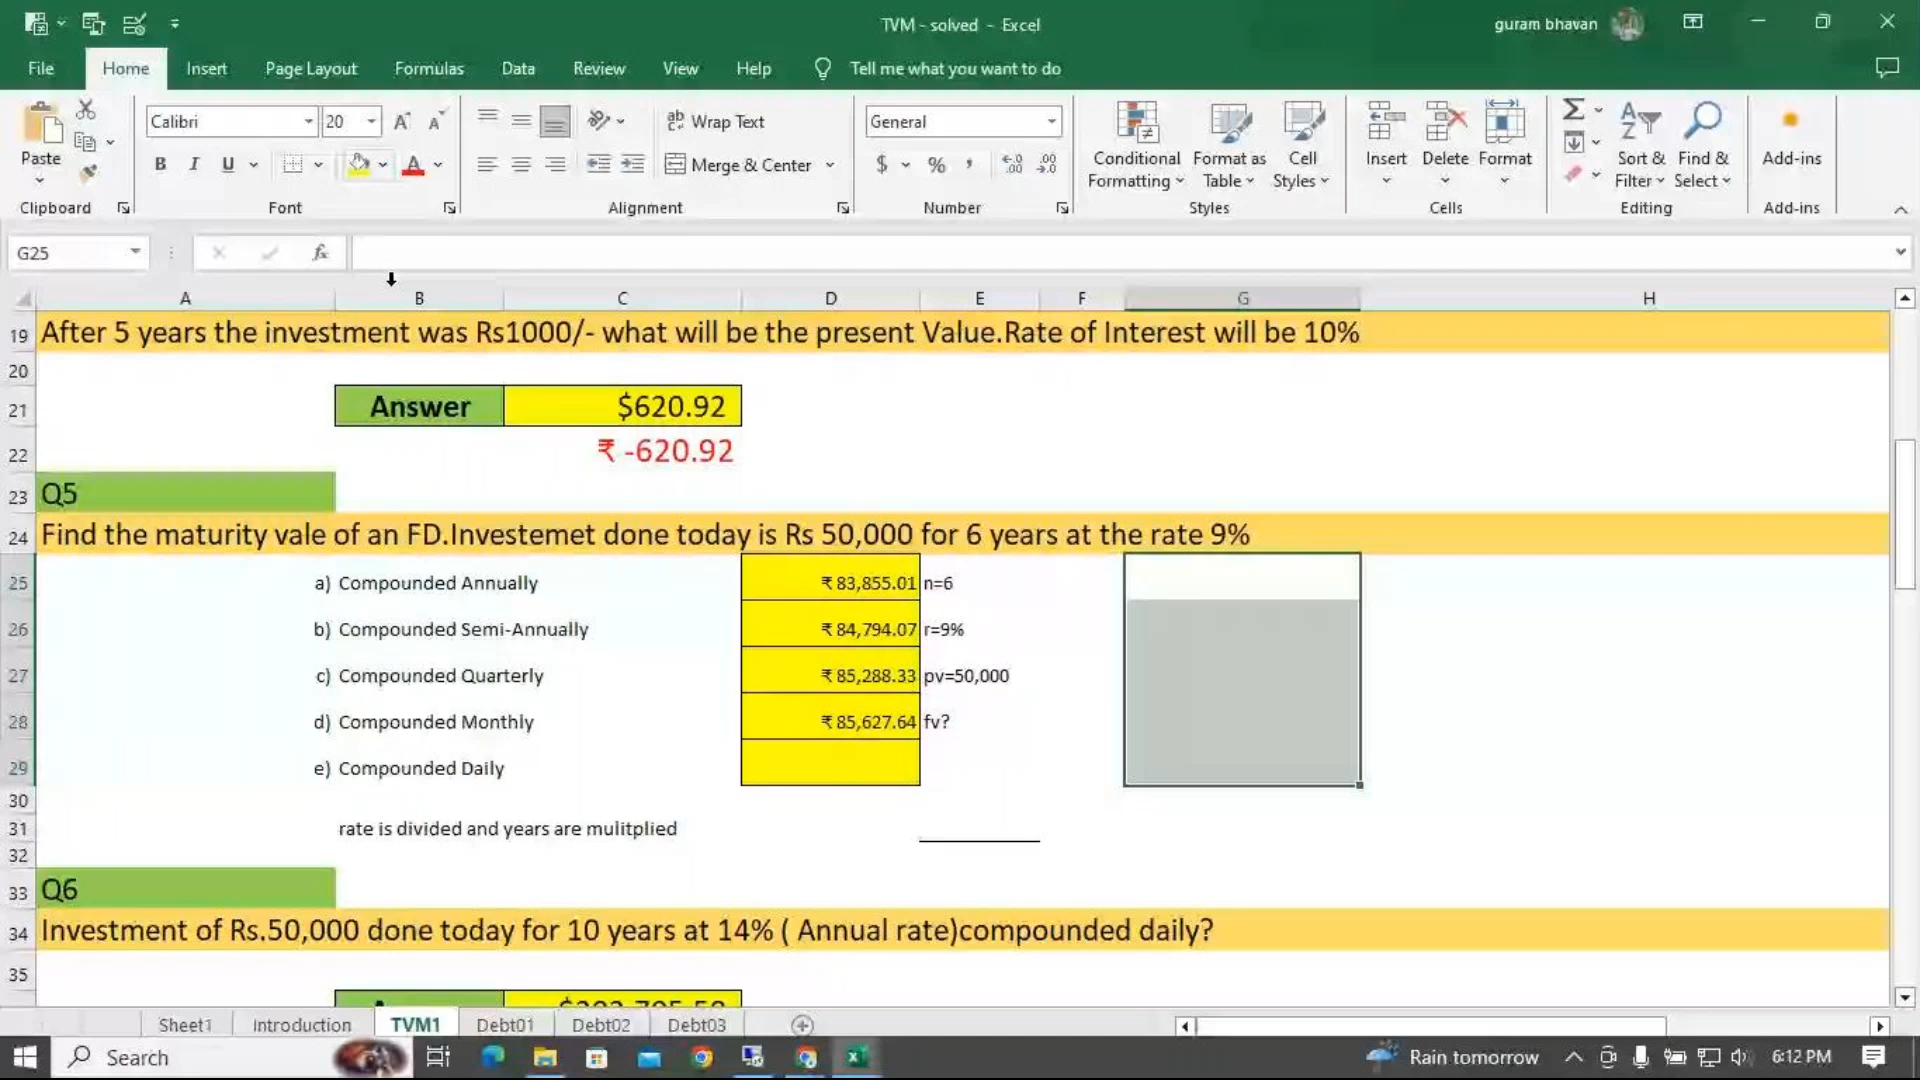 TVM - solved - Excel
guram bhavan
File Home Insert Page Layout Formulas Data Review View Help Tell me what you want to do
Paste
Clipboard
Calibri 20
B I U A
Font
Wrap Text
Merge & Center
Alignment
General
$ % ,
Number
Conditional Formatting
Format as Table
Cell Styles
Styles
Insert Delete Format
Cells
Sort & Filter
Find & Select
Editing
Add-ins
Add-ins
G25 fx
A B C D E F G H
19 After 5 years the investment was Rs1000/- what will be the present Value.Rate of Interest will be 10%
20
21 Answer $620.92
22 ₹ -620.92
23 Q5
24 Find the maturity vale of an FD.Investemet done today is Rs 50,000 for 6 years at the rate 9%
25 a) Compounded Annually ₹ 83,855.01 n=6
26 b) Compounded Semi-Annually ₹ 84,794.07 r=9%
27 c) Compounded Quarterly ₹ 85,288.33 pv=50,000
28 d) Compounded Monthly ₹ 85,627.64 fv?
29 e) Compounded Daily
30
31 rate is divided and years are mulitplied
32
33 Q6
34 Investment of Rs.50,000 done today for 10 years at 14% ( Annual rate)compounded daily?
35
Sheet1 Introduction TVM1 Debt01 Debt02 Debt03
Search
Rain tomorrow
6:12 PM